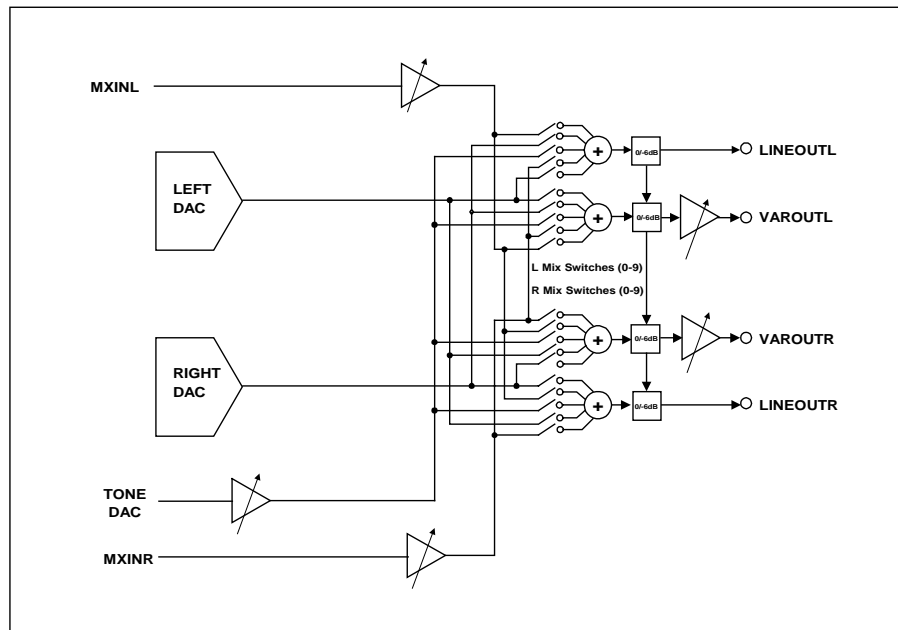 MXINL
LEFT
DAC
RIGHT
DAC
TONE
DAC
MXINR
+
0/-6dB
LINEOUTL
+
0/-6dB
VAROUTL
L Mix Switches (0-9)
R Mix Switches (0-9)
+
0/-6dB
VAROUTR
+
0/-6dB
LINEOUTR